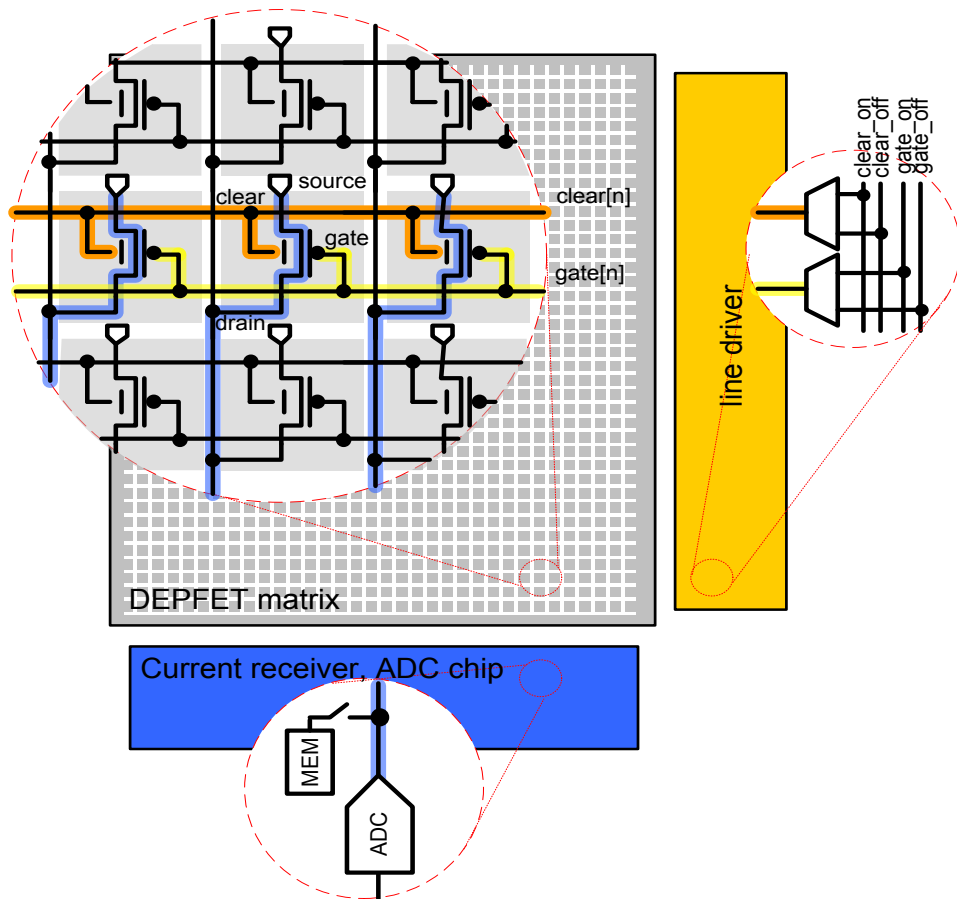 source
clear
clear[n]
gate
gate[n]
drain
DEPFET matrix
line driver
clear_on
clear_off
gate_on
gate_off
Current receiver, ADC chip
MEM
ADC